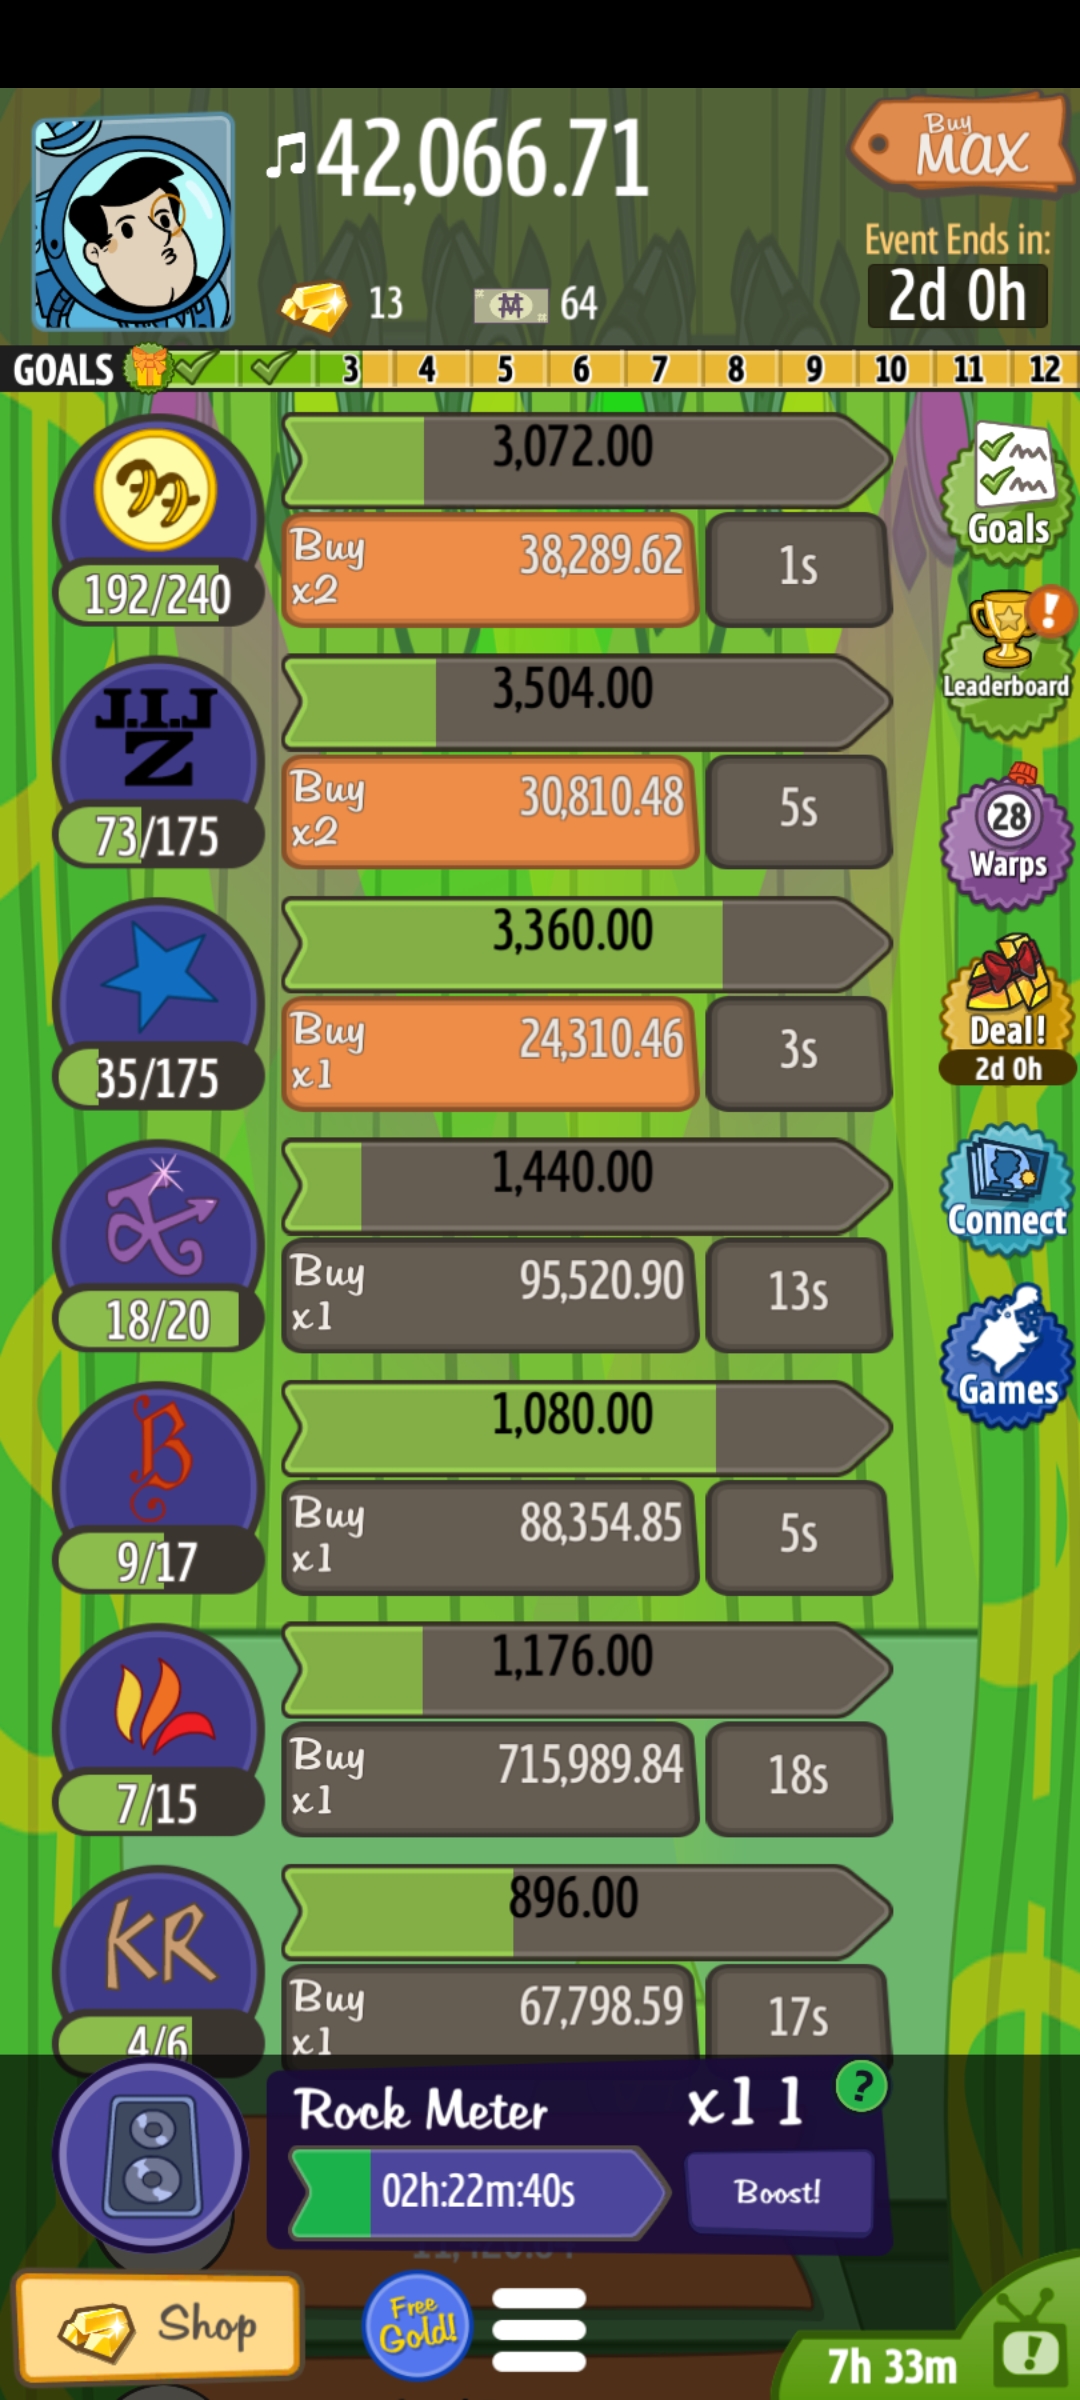 ♫42,066.71
Buy
MAX
Event Ends in:
2d 0h
13
64
GOALS 3 4 5 6 7 8 9 10 11 12
3,072.00
Buy
x2
38,289.62
1s
192/240
Goals
J.I.J
Z
3,504.00
Buy
x2
30,810.48
5s
73/175
!
Leaderboard
3,360.00
Buy
x1
24,310.46
3s
35/175
28
Warps
Deal!
2d 0h
1,440.00
Buy
x1
95,520.90
13s
18/20
Connect
B
1,080.00
Buy
x1
88,354.85
5s
9/17
Games
1,176.00
Buy
x1
715,989.84
18s
7/15
KR
896.00
Buy
x1
67,798.59
17s
4/6
Rock Meter
x11
?
02h:22m:40s
Boost!
Shop
Free
Gold!
7h 33m
!